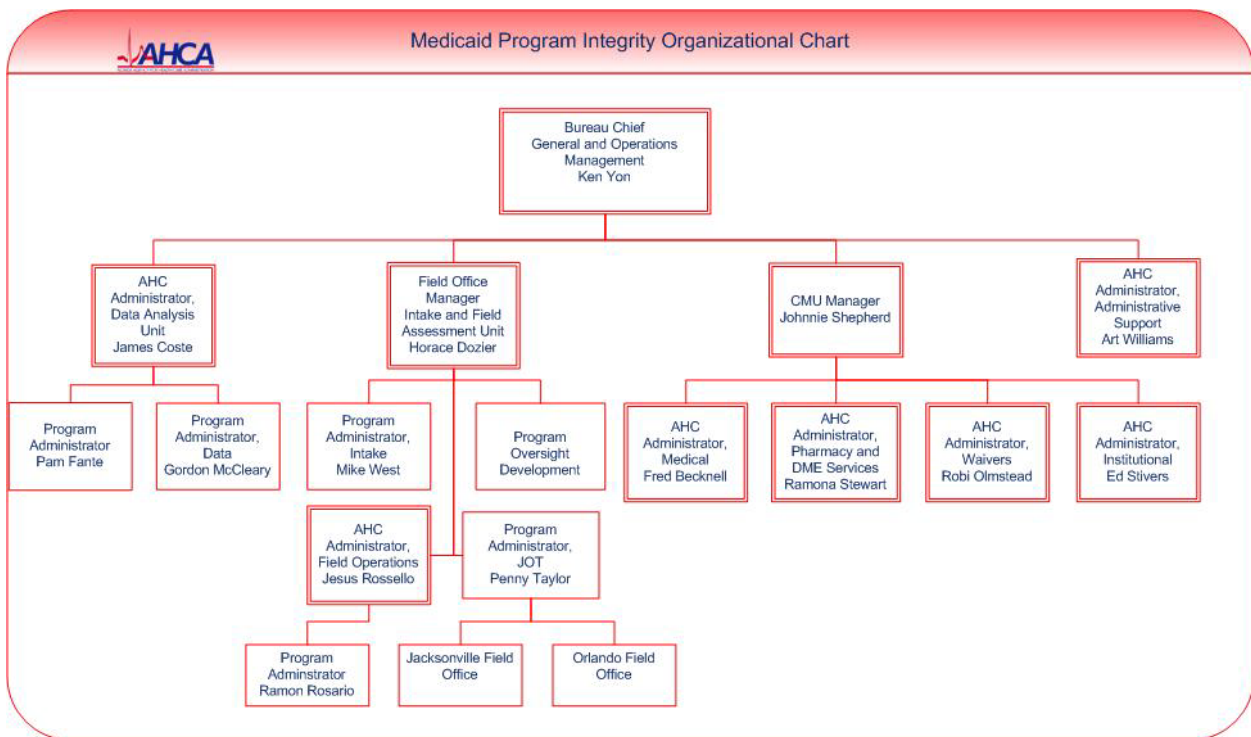 Medicaid Program Integrity Organizational Chart
AHCA
Bureau Chief
General and Operations
Management
Ken Yon
AHC
Administrator,
Data Analysis
Unit
James Coste
Field Office
Manager
Intake and Field
Assessment Unit
Horace Dozier
CMU Manager
Johnnie Shepherd
AHC
Administrator,
Administrative
Support
Art Williams
Program
Administrator
Pam Fante
Program
Administrator,
Data
Gordon McCleary
Program
Administrator,
Intake
Mike West
Program
Oversight
Development
AHC
Administrator,
Medical
Fred Becknell
AHC
Administrator,
Pharmacy and
DME Services
Ramona Stewart
AHC
Administrator,
Waivers
Robi Olmstead
AHC
Administrator,
Institutional
Ed Stivers
AHC
Administrator,
Field Operations
Jesus Rossello
Program
Administrator,
JOT
Penny Taylor
Program
Adminstrator
Ramon Rosario
Jacksonville Field
Office
Orlando Field
Office